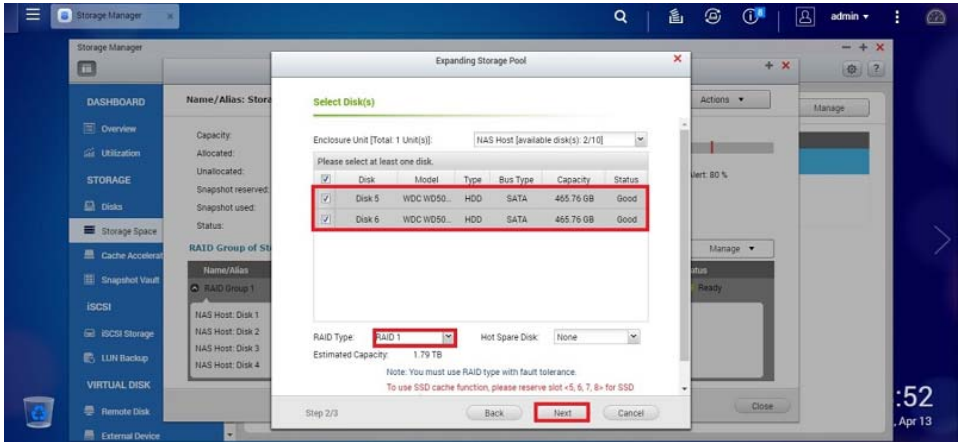 Storage Manager
admin
Storage Manager
DASHBOARD
Overview
Utilization
STORAGE
Disks
Storage Space
Cache Accelerat
Snapshot Vault
iSCSI
iSCSI Storage
LUN Backup
VIRTUAL DISK
Remote Disk
External Device
Name/Alias: Stora
Capacity:
Allocated:
Unallocated:
Snapshot reserved:
Snapshot used:
Status:
RAID Group of St
Name/Alias
RAID Group 1
NAS Host: Disk 1
NAS Host: Disk 2
NAS Host: Disk 3
NAS Host: Disk 4
Expanding Storage Pool
Select Disk(s)
Enclosure Unit [Total: 1 Unit(s)]: NAS Host [available disk(s): 2/10]
Please select at least one disk.
Disk Model Type Bus Type Capacity Status
Disk 5 WDC WD50... HDD SATA 465.76 GB Good
Disk 6 WDC WD50... HDD SATA 465.76 GB Good
RAID Type: RAID 1 Hot Spare Disk: None
Estimated Capacity: 1.79 TB
Note: You must use RAID type with fault tolerance.
To use SSD cache function, please reserve slot <5, 6, 7, 8> for SSD
Step 2/3 Back Next Cancel
Actions
Manage
lert: 80 %
Manage
atus
Ready
Close
:52
, Apr 13